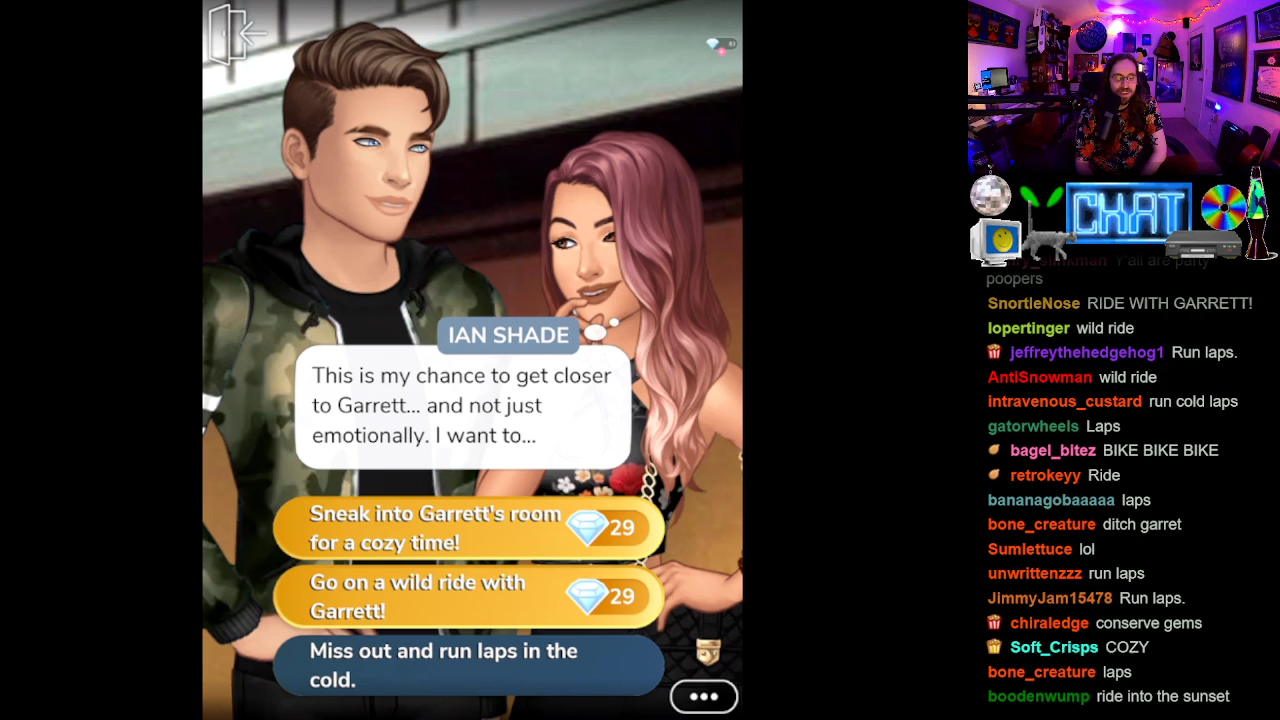 IAN SHADE
This is my chance to get closer
to Garrett... and not just
emotionally. I want to...
Sneak into Garrett's room
for a cozy time!
29
Go on a wild ride with
Garrett!
29
Miss out and run laps in the
cold.
CHAT
Y'all are party
poopers
SnortleNose RIDE WITH GARRETT!
lopertinger wild ride
jeffreythehedgehog1 Run laps.
AntiSnowman wild ride
intravenous_custard run cold laps
gatorwheels Laps
bagel_bitez BIKE BIKE BIKE
retrokeyy Ride
bananagobaaaaa laps
bone_creature ditch garret
Sumlettuce lol
unwrittenzzz run laps
JimmyJam15478 Run laps.
chiraledge conserve gems
Soft_Crisps COZY
bone_creature laps
boodenwump ride into the sunset